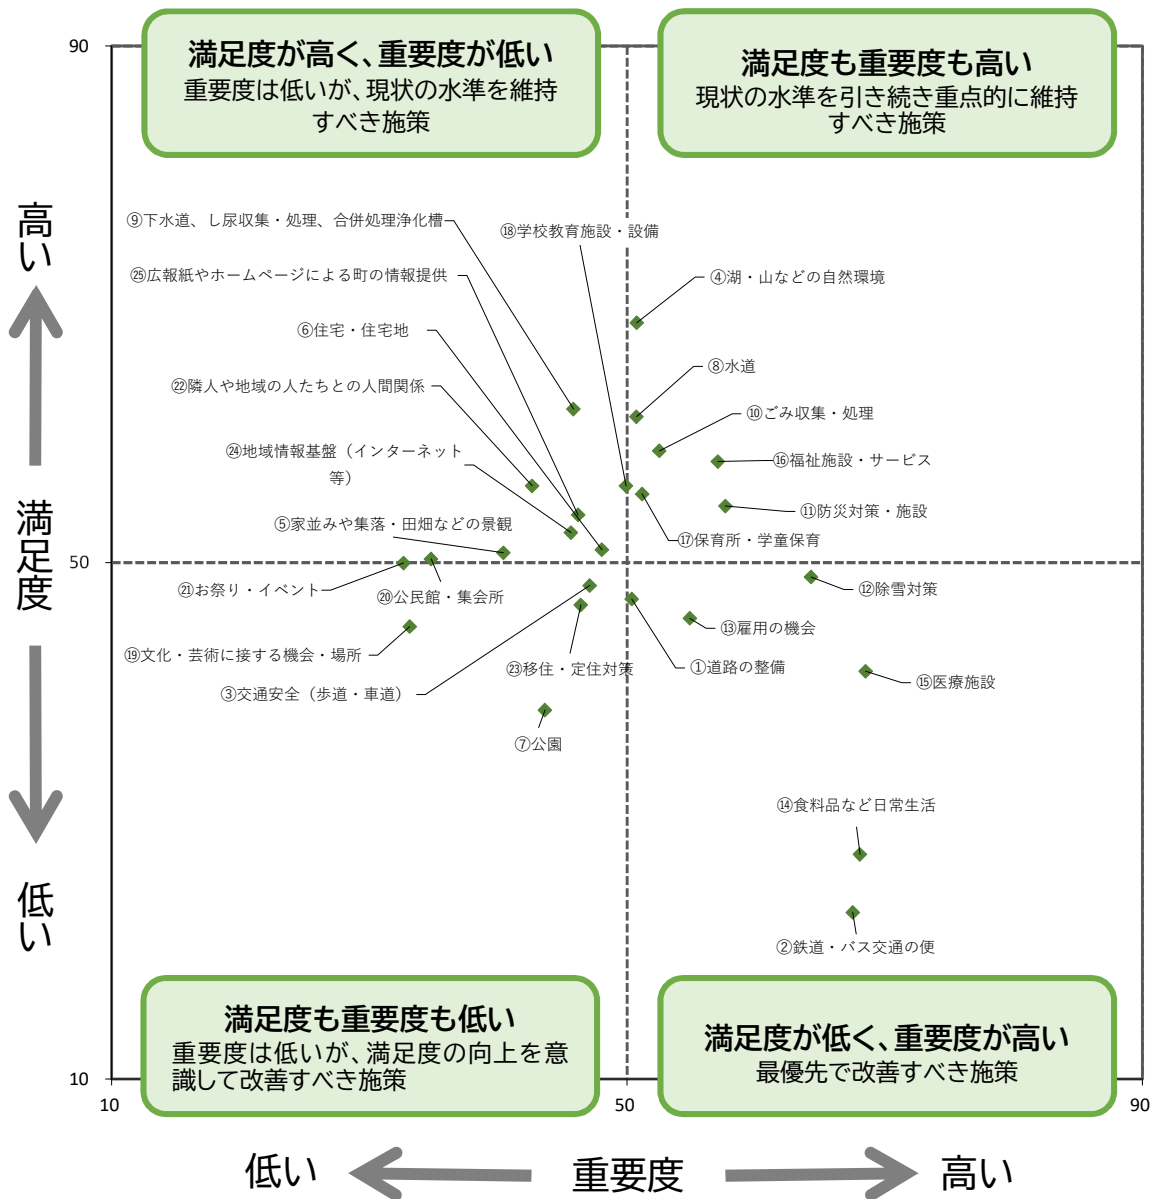 90
満足度が高く、重要度が低い
重要度は低いが、現状の水準を維持
すべき施策
満足度も重要度も高い
現状の水準を引き続き重点的に維持
すべき施策
高い
満足度
低い
⑨下水道、し尿収集・処理、合併処理浄化槽
⑱学校教育施設・設備
㉕広報紙やホームページによる町の情報提供
④湖・山などの自然環境
⑥住宅・住宅地
⑧水道
㉒隣人や地域の人たちとの人間関係
⑩ごみ収集・処理
㉔地域情報基盤（インターネット
等）
⑯福祉施設・サービス
⑤家並みや集落・田畑などの景観
⑪防災対策・施設
⑰保育所・学童保育
50
㉑お祭り・イベント
⑳公民館・集会所
⑫除雪対策
⑬雇用の機会
⑲文化・芸術に接する機会・場所
㉓移住・定住対策
①道路の整備
⑮医療施設
③交通安全（歩道・車道）
⑦公園
⑭食料品など日常生活
②鉄道・バス交通の便
満足度も重要度も低い
重要度は低いが、満足度の向上を意
識して改善すべき施策
満足度が低く、重要度が高い
最優先で改善すべき施策
10
10
50
90
低い
重要度
高い